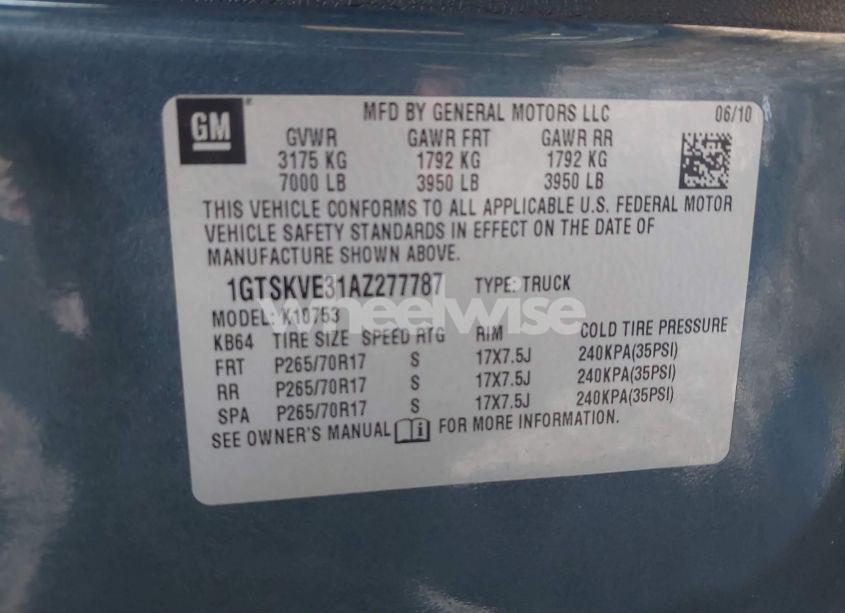 GM
MFD BY GENERAL MOTORS LLC 06/10
GVWR GAWR FRT GAWR RR
3175 KG 1792 KG 1792 KG
7000 LB 3950 LB 3950 LB
THIS VEHICLE CONFORMS TO ALL APPLICABLE U.S. FEDERAL MOTOR
VEHICLE SAFETY STANDARDS IN EFFECT ON THE DATE OF
MANUFACTURE SHOWN ABOVE.
1GTSKVE31AZ277787 TYPE: TRUCK
wheelwise
MODEL: K10753
KB64 TIRE SIZE SPEED RTG RIM COLD TIRE PRESSURE
FRT P265/70R17 S 17X7.5J 240KPA(35PSI)
RR P265/70R17 S 17X7.5J 240KPA(35PSI)
SPA P265/70R17 S 17X7.5J 240KPA(35PSI)
SEE OWNER'S MANUAL i FOR MORE INFORMATION.